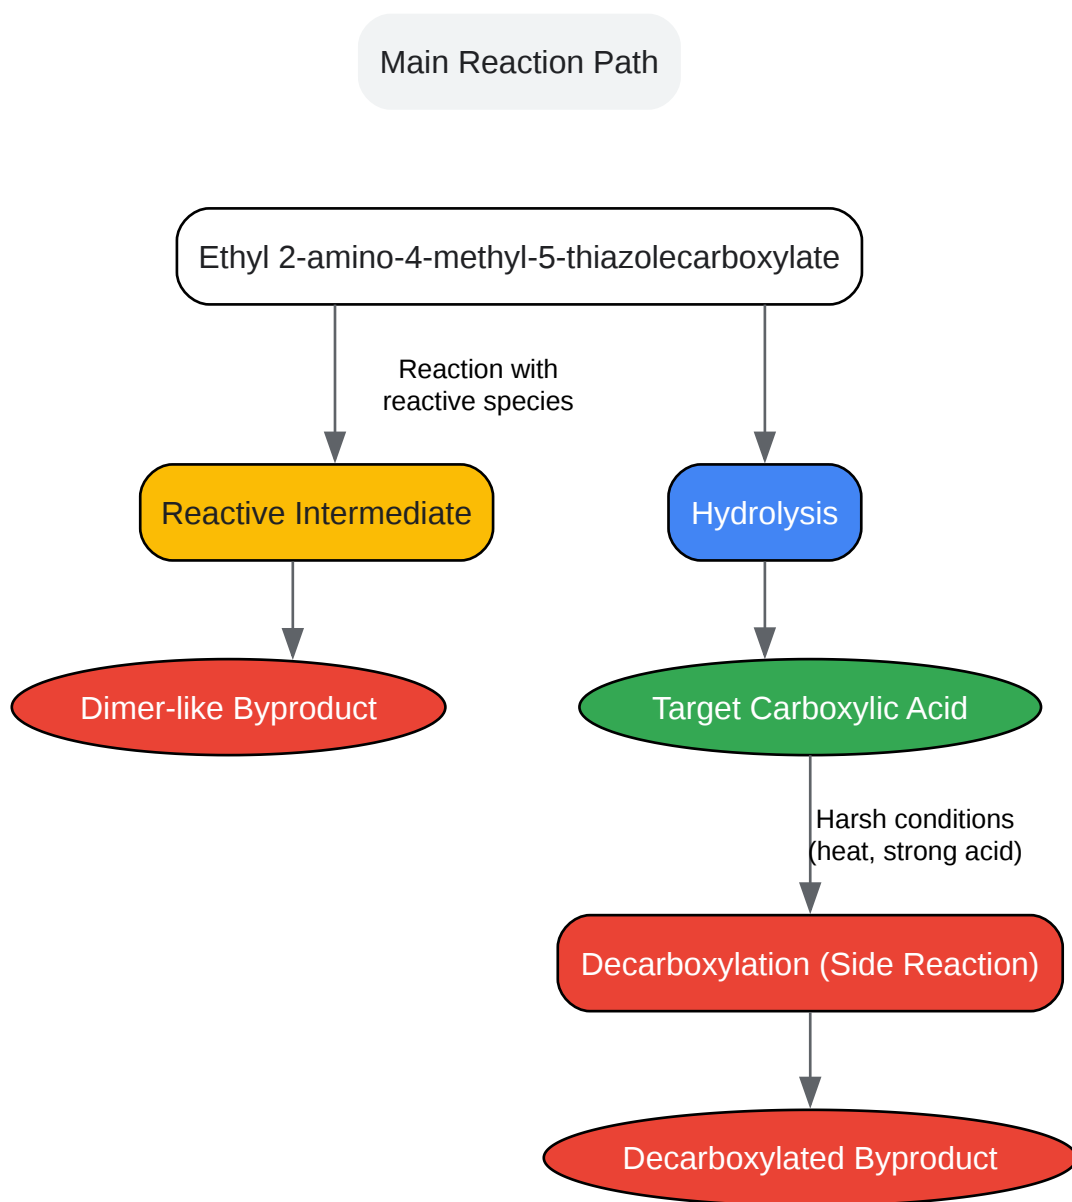 Main Reaction Path
Ethyl 2-amino-4-methyl-5-thiazolecarboxylate
Reaction with
reactive species
Reactive Intermediate
Hydrolysis
Dimer-like Byproduct
Target Carboxylic Acid
Harsh conditions
(heat, strong acid)
Decarboxylation (Side Reaction)
Decarboxylated Byproduct